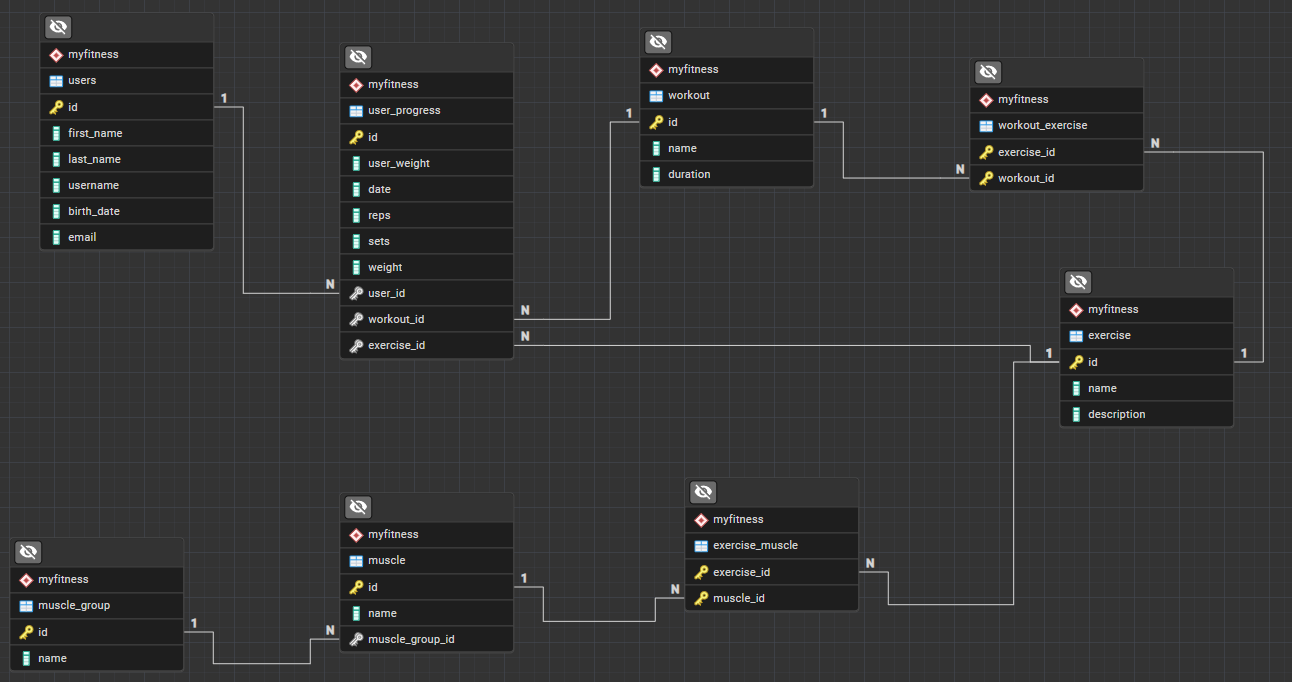 myfitness
users
id
first_name
last_name
username
birth_date
email
1
myfitness
user_progress
id
user_weight
date
reps
sets
weight
user_id
workout_id
exercise_id
N
N
N
myfitness
workout
id
name
duration
1
1
myfitness
workout_exercise
exercise_id
workout_id
N
N
myfitness
exercise
id
name
description
1
1
myfitness
muscle_group
id
name
1
myfitness
muscle
id
name
muscle_group_id
N
1
myfitness
exercise_muscle
exercise_id
muscle_id
N
N